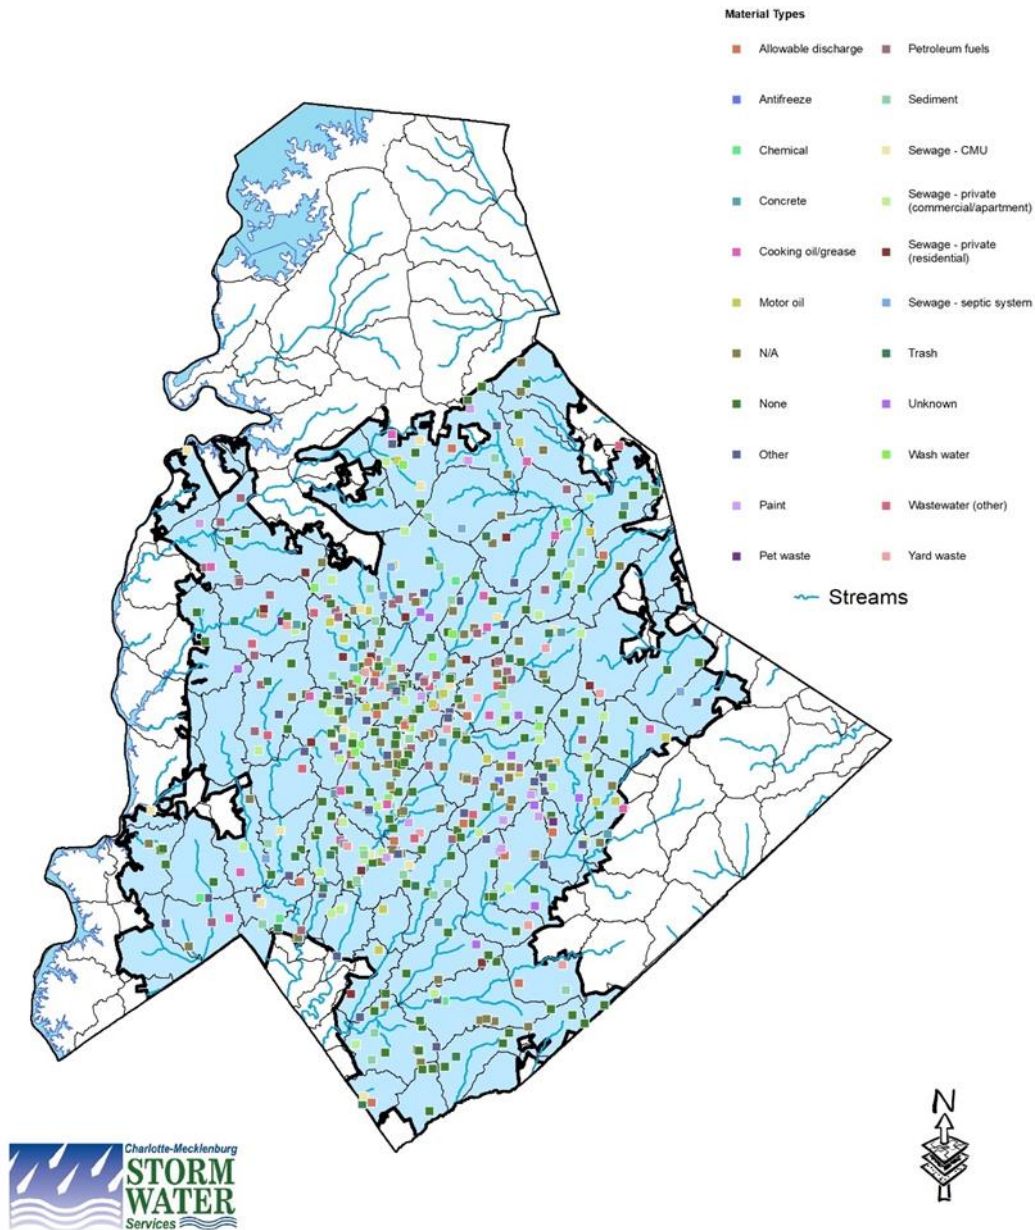 Material Types
Allowable discharge
Petroleum fuels
Antifreeze
Sediment
Chemical
Sewage - CMU
Concrete
Sewage - private
(commercial/apartment)
Cooking oil/grease
Sewage - private
(residential)
Motor oil
Sewage - septic system
N/A
Trash
None
Unknown
Other
Wash water
Paint
Wastewater (other)
Pet waste
Yard waste
Streams
N
Charlotte-Mecklenburg
STORM
WATER
Services